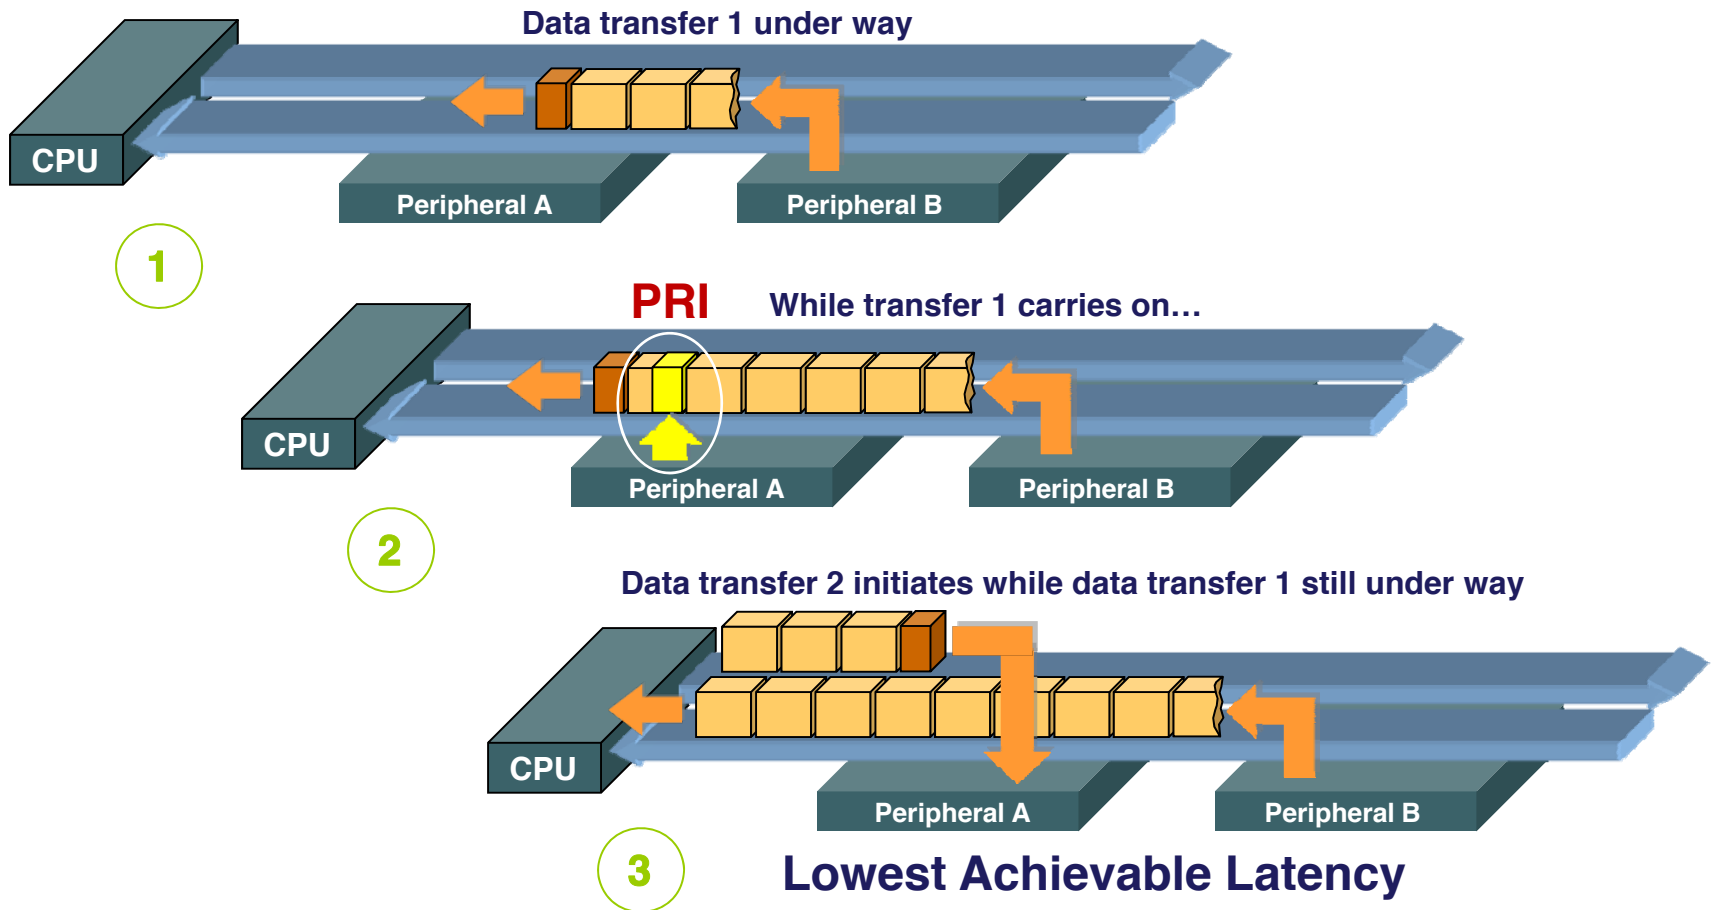 Data transfer 1 under way
CPU
Peripheral A
Peripheral B
1
PRI
While transfer 1 carries on…
CPU
Peripheral A
Peripheral B
2
Data transfer 2 initiates while data transfer 1 still under way
CPU
Peripheral A
Peripheral B
3
Lowest Achievable Latency